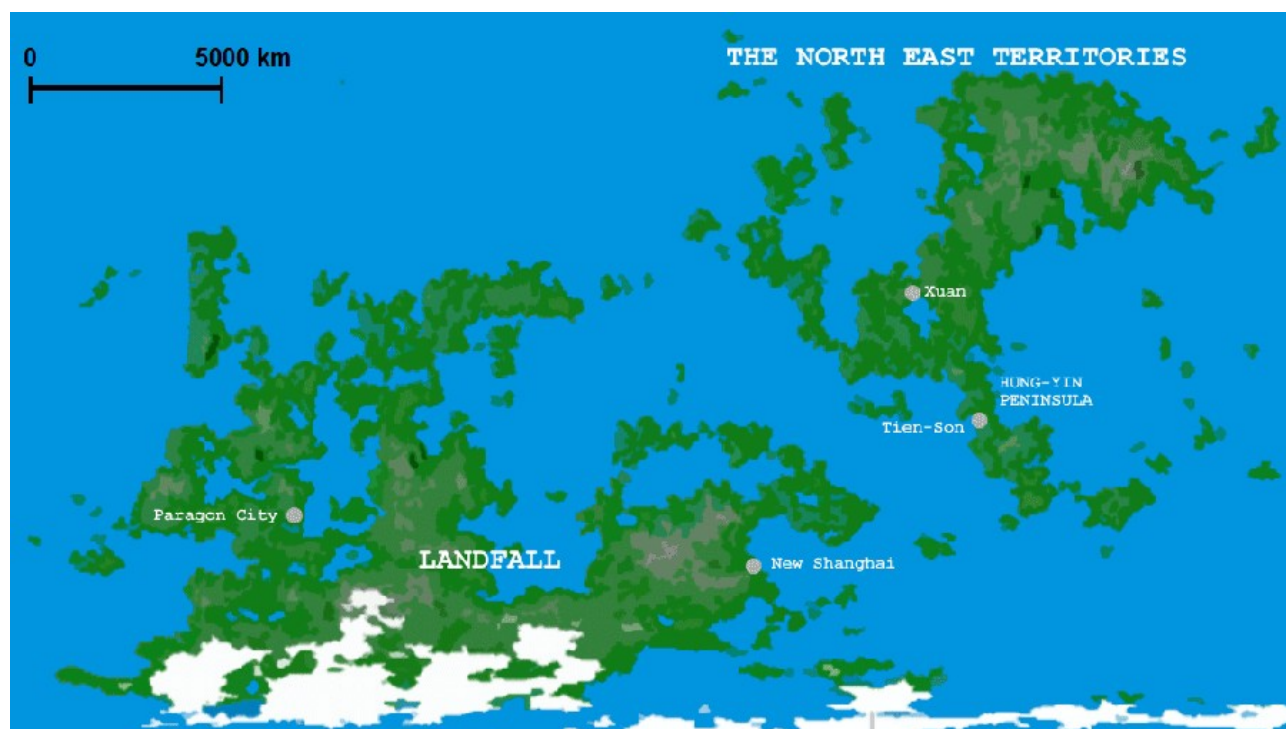 0 5000 km
THE NORTH EAST TERRITORIES
Xuan
HUNG-YIN
PENINSULA
Tien-Son
Paragon City
LANDFALL
New Shanghai